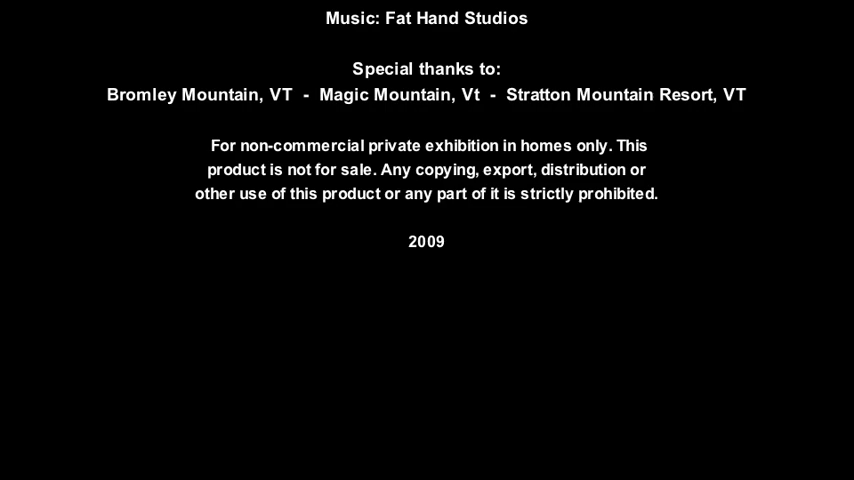 Music: Fat Hand Studios
Special thanks to:
Bromley Mountain, VT - Magic Mountain, Vt - Stratton Mountain Resort, VT
For non-commercial private exhibition in homes only. This
product is not for sale. Any copying, export, distribution or
other use of this product or any part of it is strictly prohibited.
2009